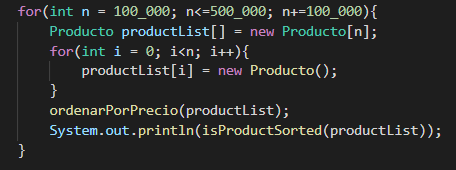 for(int n = 100_000; n<=500_000; n+=100_000){
    Producto productList[] = new Producto[n];
    for(int i = 0; i<n; i++){
        productList[i] = new Producto();
    }
    ordenarPorPrecio(productList);
    System.out.println(isProductSorted(productList));
}